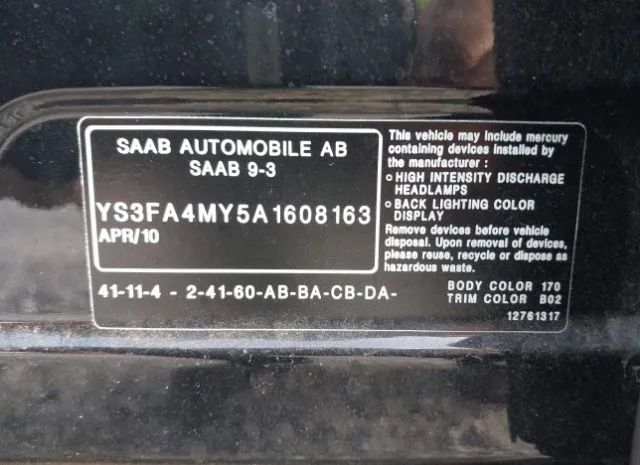 SAAB AUTOMOBILE AB
SAAB 9-3
YS3FA4MY5A1608163
APR/10
This vehicle may include mercury
containing devices installed by
the manufacturer :
○ HIGH INTENSITY DISCHARGE
HEADLAMPS
○ BACK LIGHTING COLOR
DISPLAY
Remove devices before vehicle
disposal. Upon removal of devices,
please reuse, recycle or dispose as
hazardous waste.
41-11-4 - 2-41-60-AB-BA-CB-DA-
BODY COLOR 170
TRIM COLOR B02
12761317